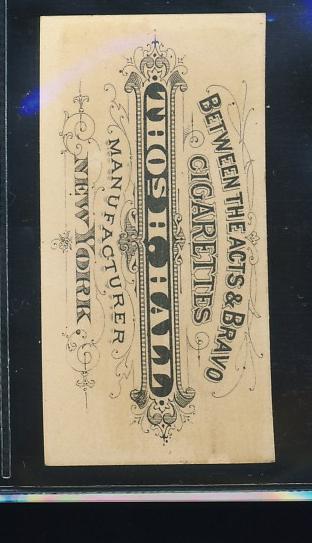 BETWEEN THE ACTS & BRAVO
CIGARETTES
THOS. H. HALL
MANUFACTURER
NEW YORK